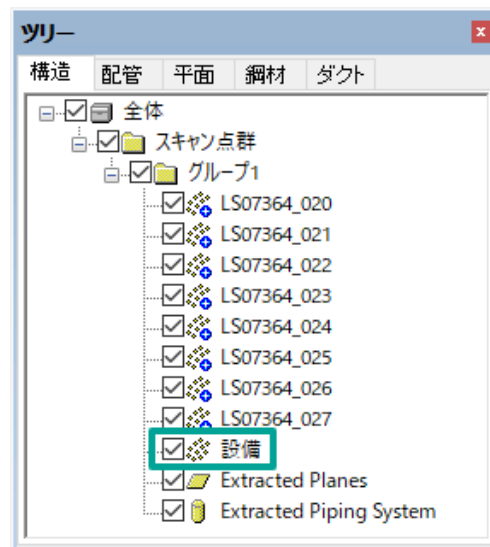 ツリー
構造 配管 平面 鋼材 ダクト
全体
スキャン点群
グループ1
LS07364_020
LS07364_021
LS07364_022
LS07364_023
LS07364_024
LS07364_025
LS07364_026
LS07364_027
設備
Extracted Planes
Extracted Piping System